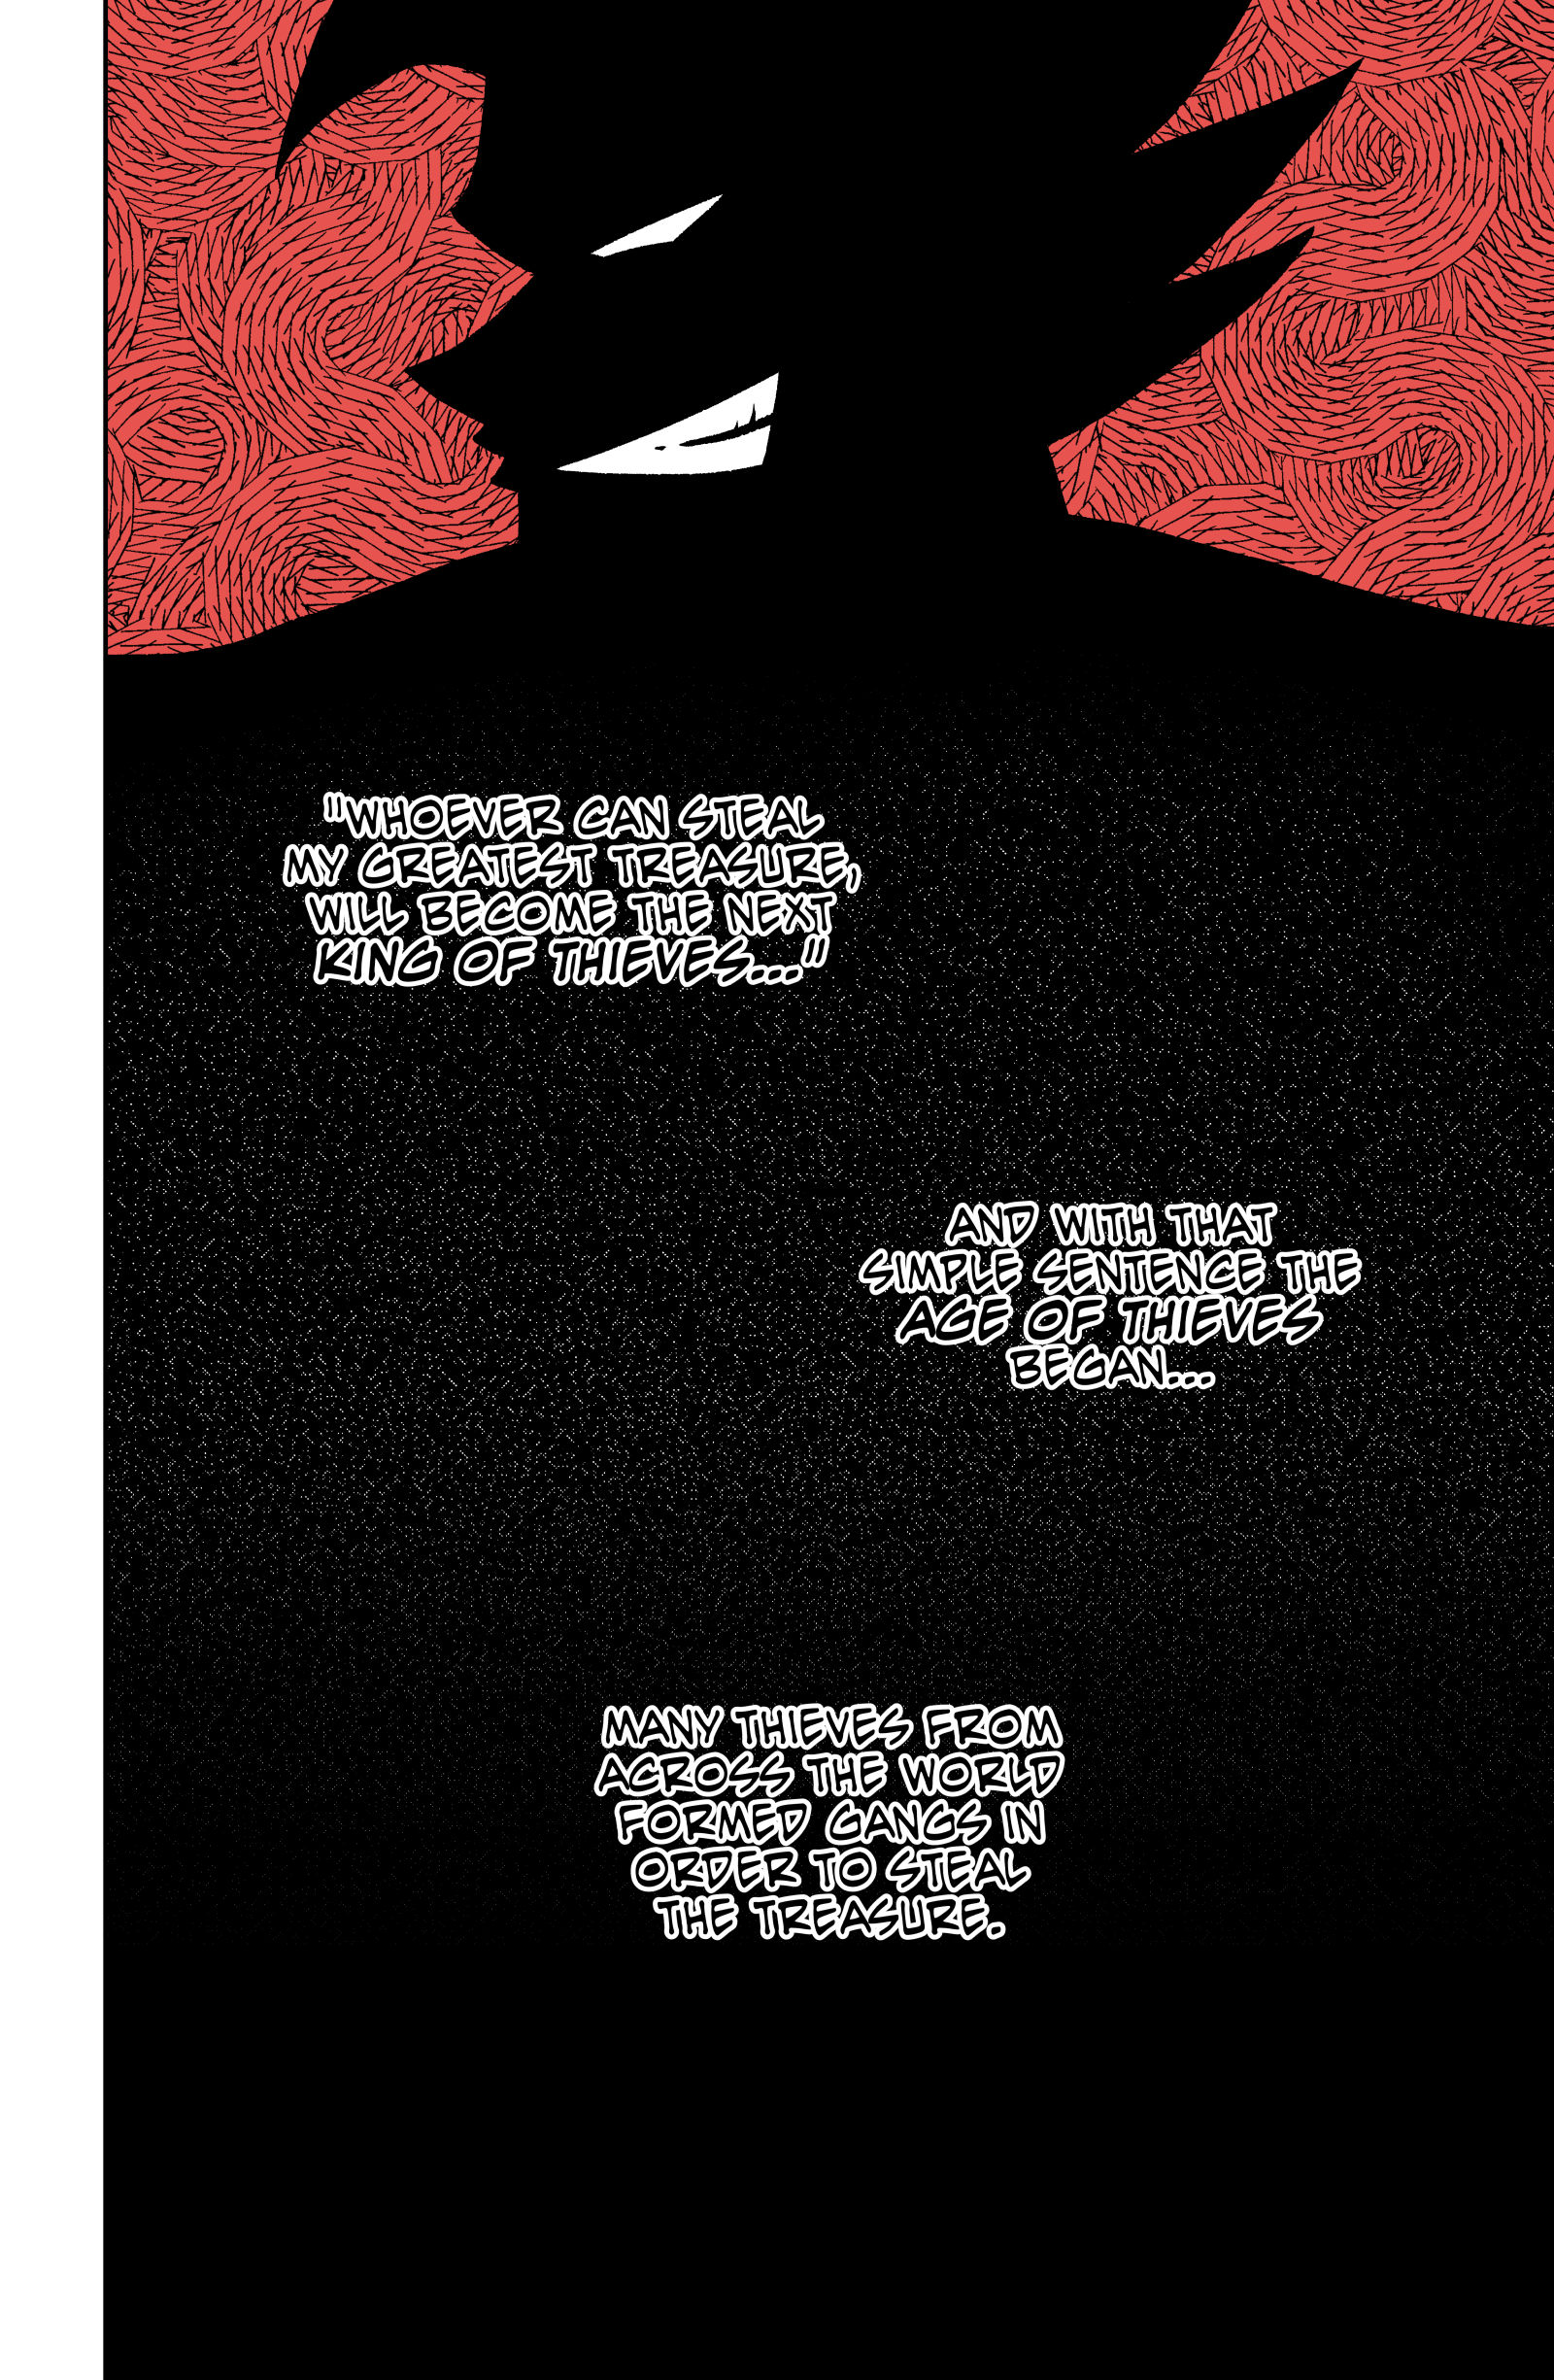 "WHOEVER CAN STEAL
MY GREATEST TREASURE,
WILL BECOME THE NEXT
KING OF THIEVES..."
AND WITH THAT
SIMPLE SENTENCE THE
AGE OF THIEVES
BEGAN...
MANY THIEVES FROM
ACROSS THE WORLD
FORMED GANGS IN
ORDER TO STEAL
THE TREASURE.